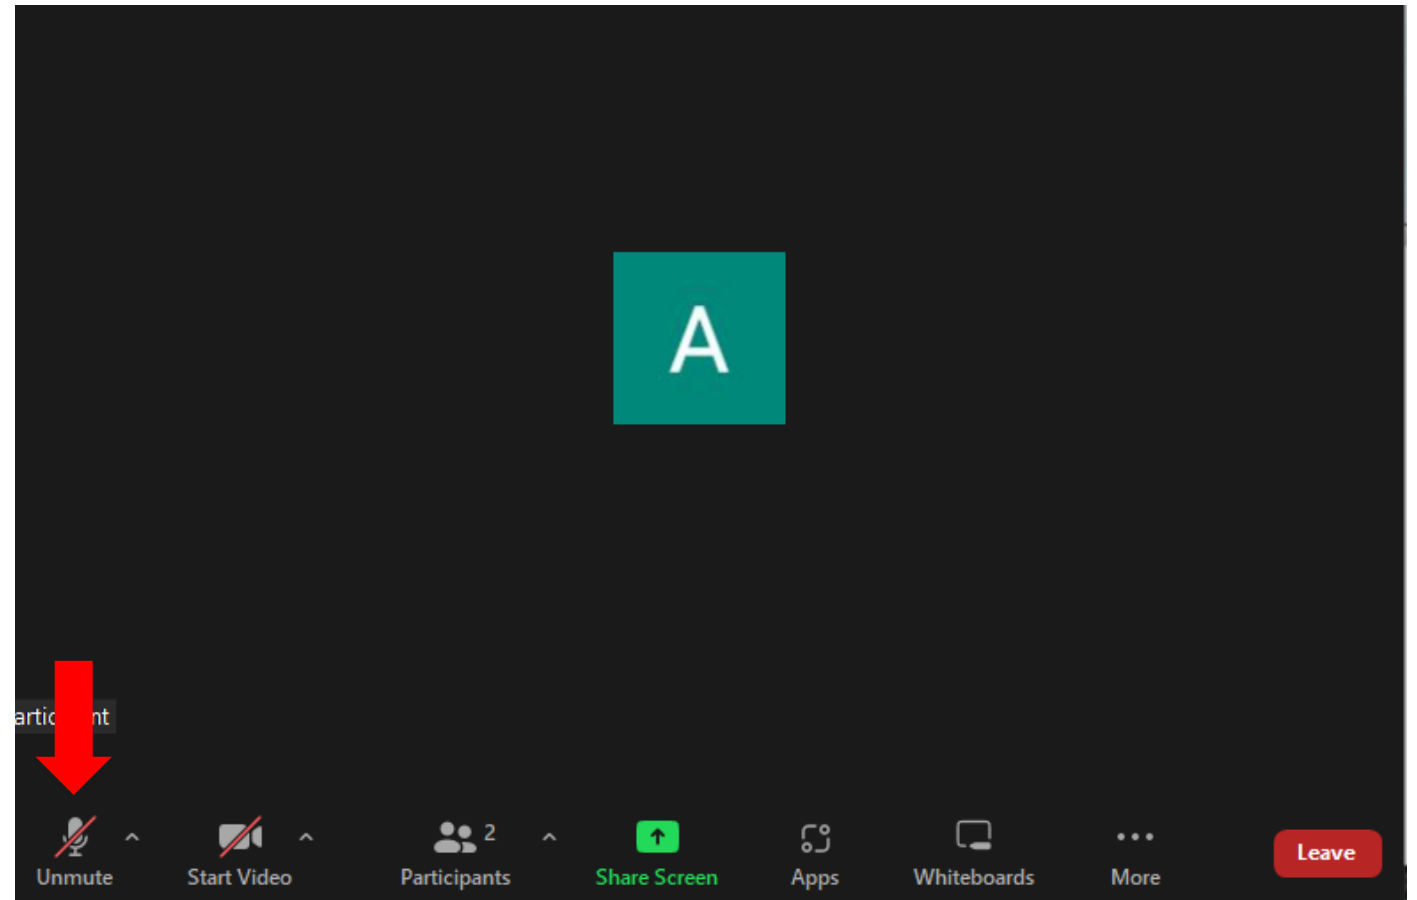 A
2
Unmute
Start Video
Participants
Share Screen
Apps
Whiteboards
More
Leave